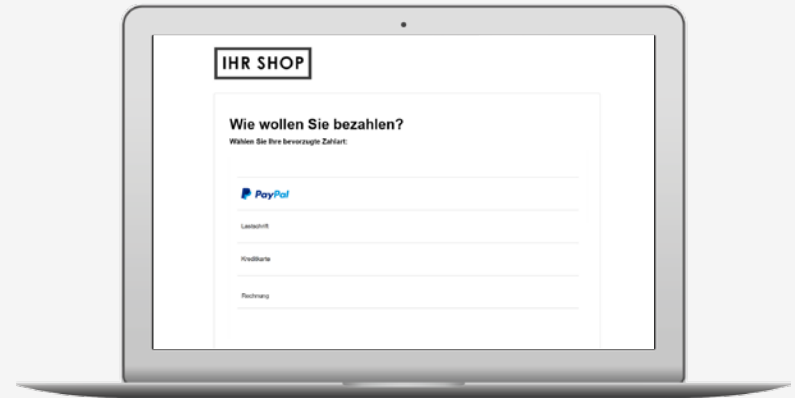 IHR SHOP
Wie wollen Sie bezahlen?
Wählen Sie Ihre bevorzugte Zahlart:
PayPal
Lastschrift
Kreditkarte
Rechnung